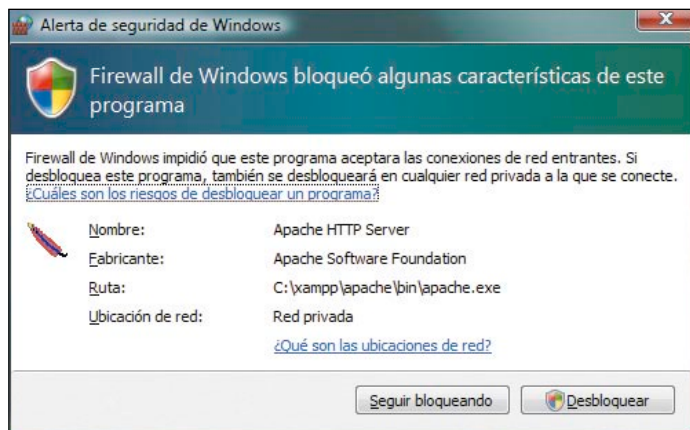 Alerta de seguridad de Windows
Firewall de Windows bloqueó algunas características de este
programa
Firewall de Windows impidió que este programa aceptara las conexiones de red entrantes. Si
desbloquea este programa, también se desbloqueará en cualquier red privada a la que se conecte.
¿Cuáles son los riesgos de desbloquear un programa?
Nombre: Apache HTTP Server
Fabricante: Apache Software Foundation
Ruta: C:\xampp\apache\bin\apache.exe
Ubicación de red: Red privada
¿Qué son las ubicaciones de red?
Seguir bloqueando Desbloquear